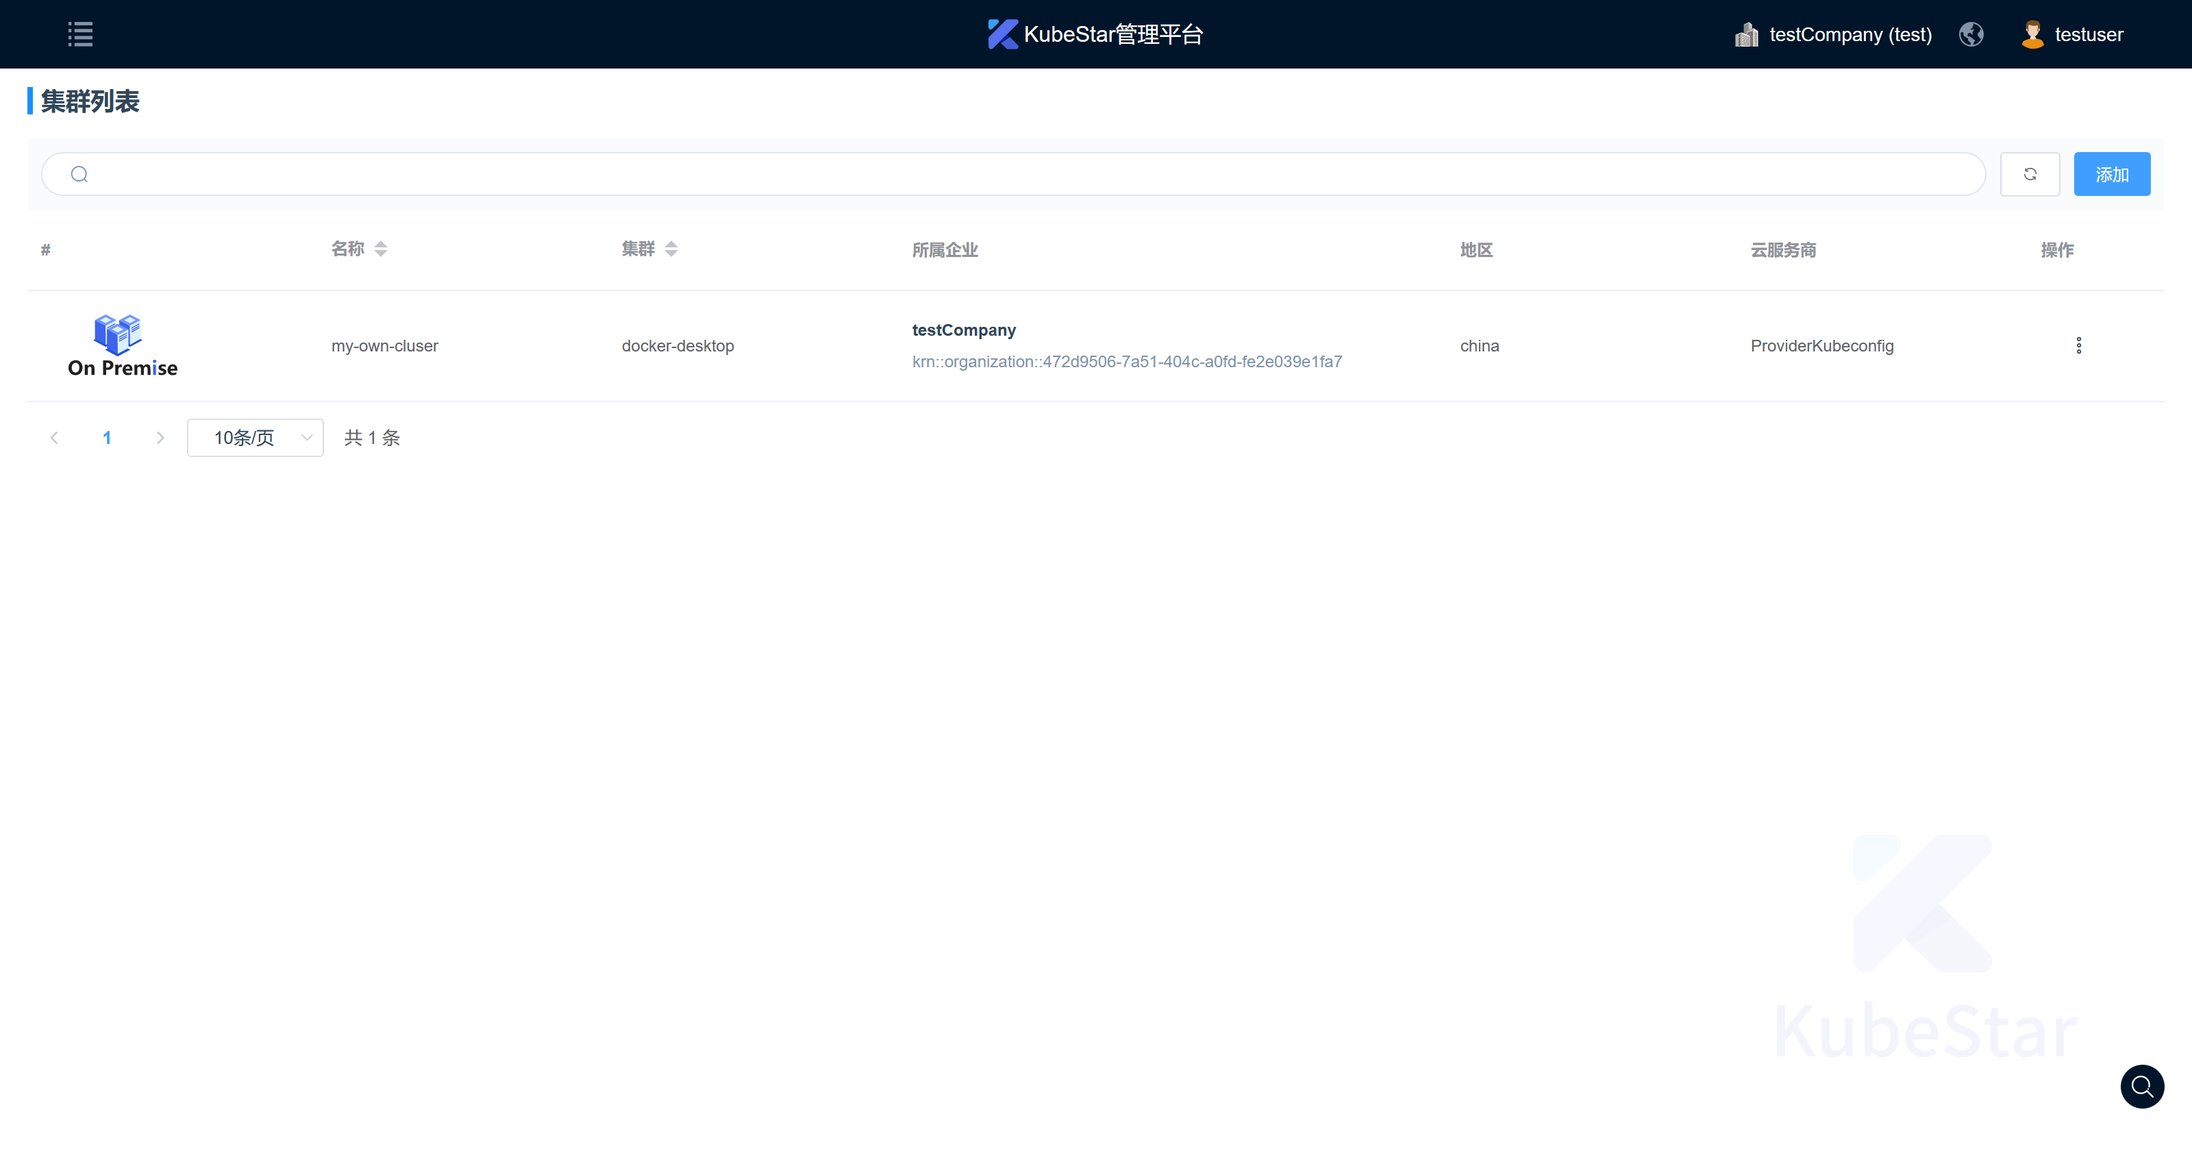 KubeStar管理平台
testCompany (test)
testuser
集群列表
添加
# 名称 集群 所属企业 地区 云服务商 操作
On Premise
my-own-cluser
docker-desktop
testCompany
krn::organization::472d9506-7a51-404c-a0fd-fe2e039e1fa7
china
ProviderKubeconfig
1
10条/页
共 1 条
KubeStar